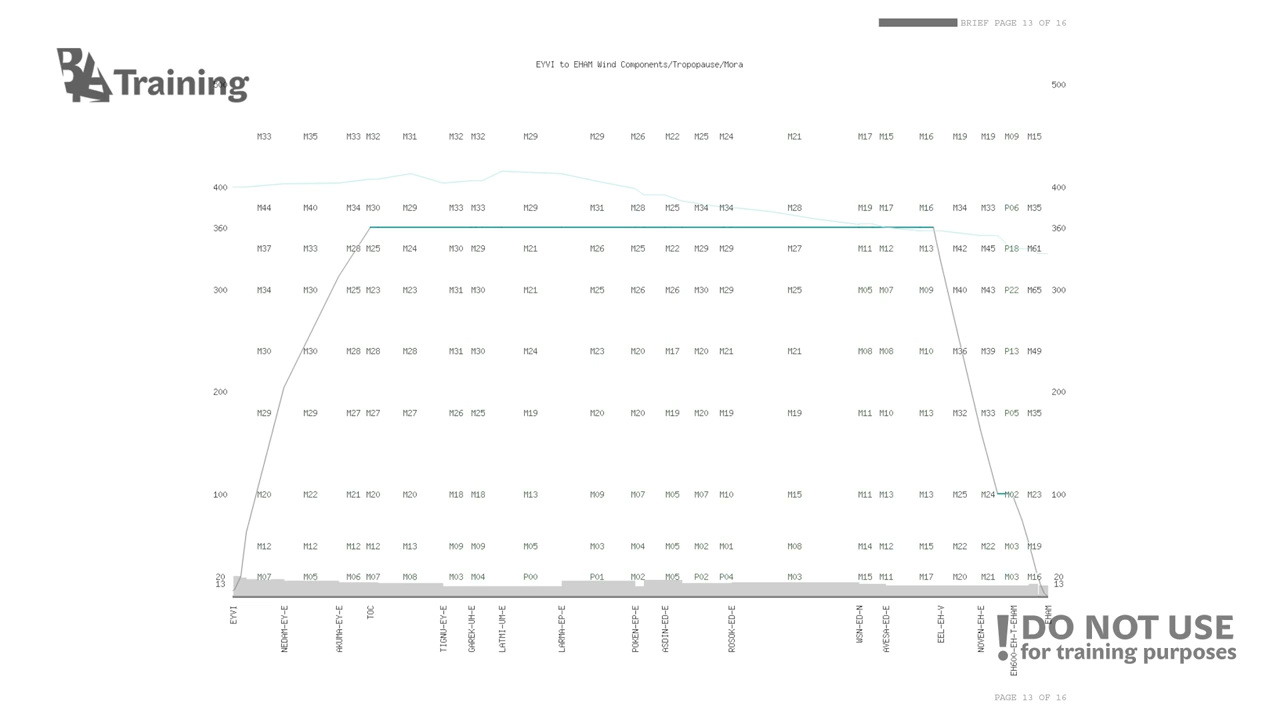 BRIEF PAGE 13 OF 16
BAA Training
EYVI to EHAM Wind Components/Tropopause/Mora
500 500
M33 M35 M33 M32 M31 M32 M32 M29 M29 M26 M22 M25 M24 M21 M17 M15 M16 M19 M19 M09 M15
400 400
M44 M40 M34 M30 M29 M33 M33 M29 M31 M28 M25 M34 M34 M28 M19 M17 M16 M34 M33 P06 M35
360 360
M37 M33 M28 M25 M24 M30 M29 M21 M26 M25 M22 M29 M29 M27 M11 M12 M13 M42 M45 P18 M61
300 M34 M30 M25 M23 M23 M31 M30 M21 M25 M26 M26 M30 M29 M25 M05 M07 M09 M40 M43 P22 M65 300
M30 M30 M28 M28 M28 M31 M30 M24 M23 M20 M17 M20 M21 M21 M08 M08 M10 M36 M39 P13 M49
200 200
M29 M29 M27 M27 M27 M26 M25 M19 M20 M20 M19 M20 M19 M19 M11 M10 M13 M32 M33 P05 M35
100 M20 M22 M21 M20 M20 M18 M18 M13 M09 M07 M05 M07 M10 M15 M11 M13 M13 M25 M24 M02 M23 100
M12 M12 M12 M12 M13 M09 M09 M05 M03 M04 M05 M02 M01 M08 M14 M12 M15 M22 M22 M03 M19
20 M07 M05 M06 M07 M08 M03 M04 P00 P01 M02 M05 P02 P04 M03 M15 M11 M17 M20 M21 M03 M16 20
13 13
EYVI
NEDAM-EY-E
AKUMA-EY-E
TOC
TIGNU-EY-E
GAREX-UH-E
LATMI-UM-E
LARMA-EP-E
POKEN-EP-E
ASDIN-ED-E
ROSOK-ED-E
WSN-ED-N
AYESA-ED-E
EEL-EH-V
NOVEN-EH-E
EH600-EH-T-EHAM
EHAM
! DO NOT USE
for training purposes
PAGE 13 OF 16